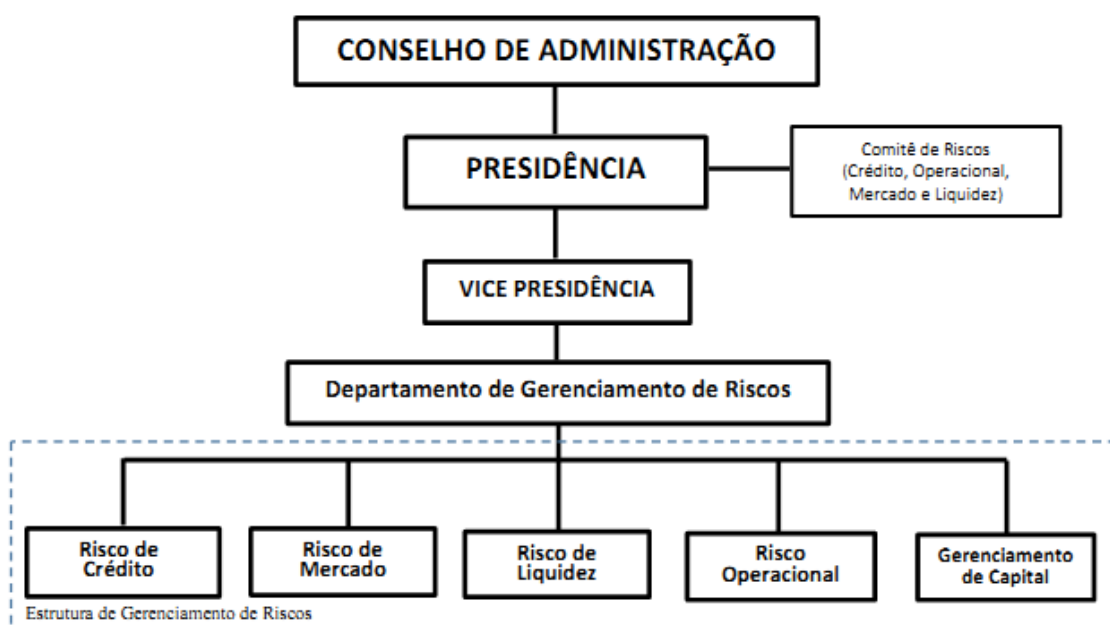 CONSELHO DE ADMINISTRAÇÃO
PRESIDÊNCIA
Comitê de Riscos
(Crédito, Operacional,
Mercado e Liquidez)
VICE PRESIDÊNCIA
Departamento de Gerenciamento de Riscos
Risco de
Crédito
Risco de
Mercado
Risco de
Liquidez
Risco
Operacional
Gerenciamento
de Capital
Estrutura de Gerenciamento de Riscos